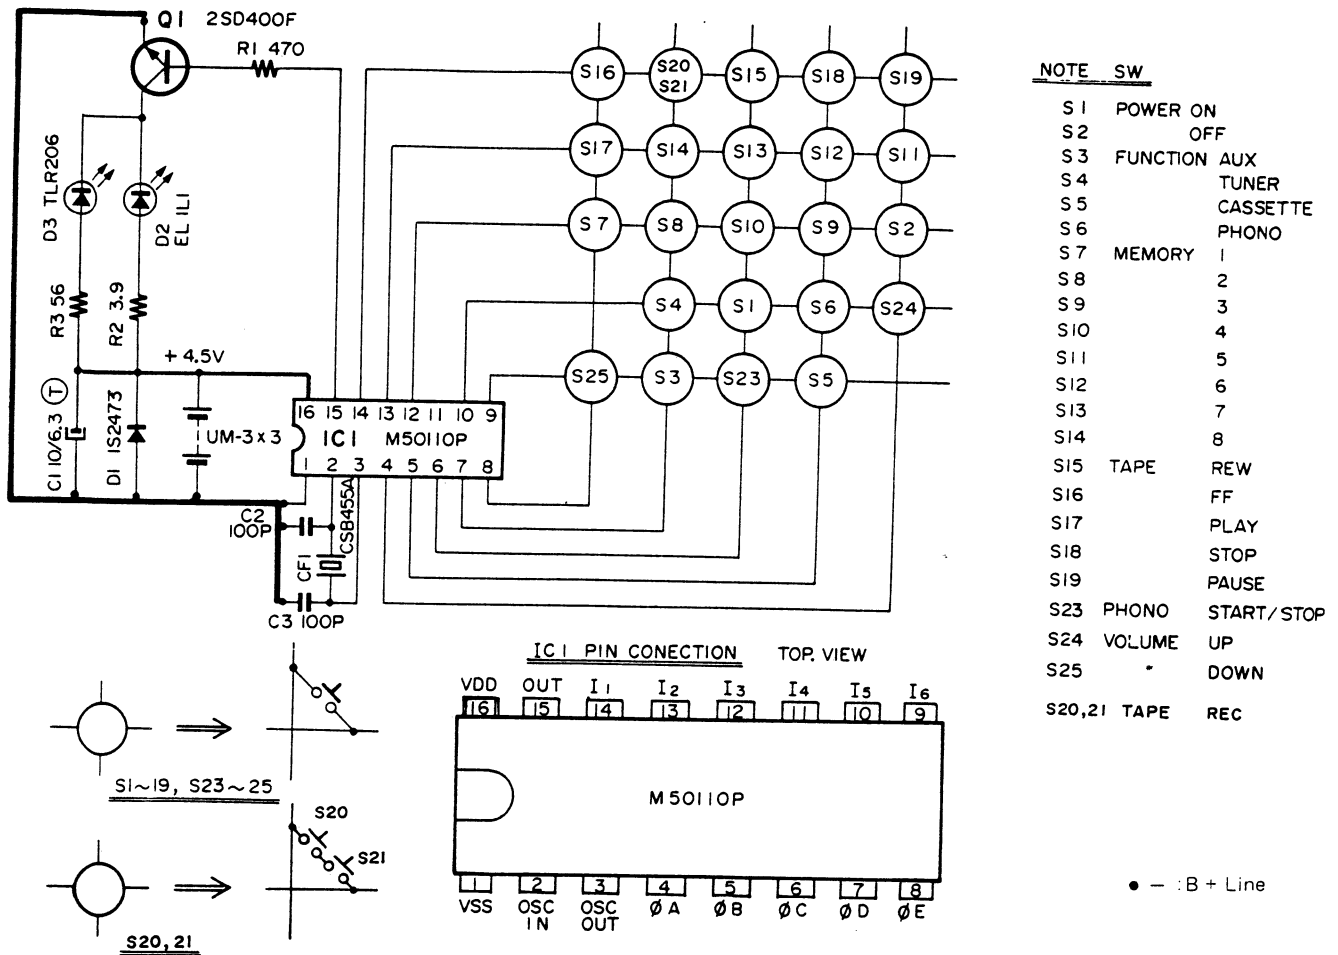 Q1 2SD400F
R1 470
D3 TLR206
D2
EL 1L1
R3 56
R2 3.9
+ 4.5V
C1 10/6.3 T
D1 1S2473
UM-3 x 3
16 15 14 13 12 11 10 9
IC1 M50110P
1 2 3 4 5 6 7 8
C2
100P
CF1
CSB455A
C3 100P
S16 S20 S21 S15 S18 S19
S17 S14 S13 S12 S11
S7 S8 S10 S9 S2
S4 S1 S6 S24
S25 S3 S23 S5
NOTE SW
S1 POWER ON
S2 OFF
S3 FUNCTION AUX
S4 TUNER
S5 CASSETTE
S6 PHONO
S7 MEMORY 1
S8 2
S9 3
S10 4
S11 5
S12 6
S13 7
S14 8
S15 TAPE REW
S16 FF
S17 PLAY
S18 STOP
S19 PAUSE
S23 PHONO START/STOP
S24 VOLUME UP
S25 " DOWN
S20,21 TAPE REC
S1~19, S23~25
S20
S21
S20,21
IC1 PIN CONECTION TOP. VIEW
VDD OUT I1 I2 I3 I4 I5 I6
16 15 14 13 12 11 10 9
M50110P
1 2 3 4 5 6 7 8
VSS OSC IN OSC OUT ØA ØB ØC ØD ØE
● – : B + Line